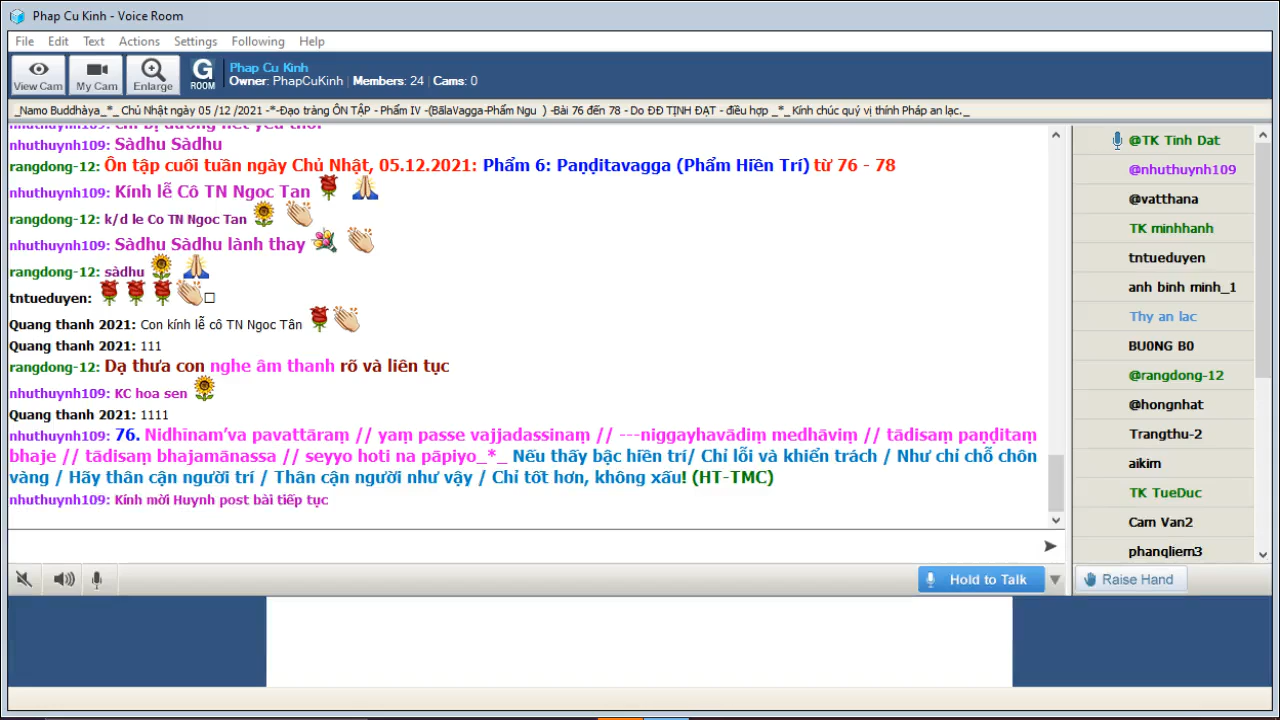 Phap Cu Kinh - Voice Room
File Edit Text Actions Settings Following Help
View Cam My Cam Enlarge G ROOM
Phap Cu Kinh
Owner: PhapCuKinh | Members: 24 | Cams: 0
_Namo Buddhàya_*_ Chủ Nhật ngày 05 /12 /2021 -*-Đạo tràng ÔN TẬP - Phẩm IV -(BālaVagga-Phẩm Ngu ) -Bài 76 đến 78 - Do ĐĐ TỊNH ĐẠT - điều hợp _*_ Kính chúc quý vị thính Pháp an lạc._
nhuthuynh109: Sàdhu Sàdhu
rangdong-12: Ôn tập cuối tuần ngày Chủ Nhật, 05.12.2021: Phẩm 6: Paṇḍitavagga (Phẩm Hiền Trí) từ 76 - 78
nhuthuynh109: Kính lễ Cô TN Ngoc Tan
rangdong-12: k/d le Co TN Ngoc Tan
nhuthuynh109: Sàdhu Sàdhu lành thay
rangdong-12: sàdhu
tntueduyen:
Quang thanh 2021: Con kính lễ cô TN Ngoc Tân
Quang thanh 2021: 111
rangdong-12: Dạ thưa con nghe âm thanh rõ và liên tục
nhuthuynh109: KC hoa sen
Quang thanh 2021: 1111
nhuthuynh109: 76. Nidhīnam’va pavattāraṃ // yaṃ passe vajjadassinaṃ // ---niggayhavādiṃ medhāviṃ // tādisaṃ paṇḍitaṃ
bhaje // tādisaṃ bhajamānassa // seyyo hoti na pāpiyo_*_ Nếu thấy bậc hiền trí/ Chỉ lỗi và khiển trách / Như chỉ chỗ chôn
vàng / Hãy thân cận người trí / Thân cận người như vậy / Chỉ tốt hơn, không xấu! (HT-TMC)
nhuthuynh109: Kính mời Huynh post bài tiếp tục
@TK Tinh Dat
@nhuthuynh109
@vatthana
TK minhhanh
tntueduyen
anh binh minh_1
Thy an lac
BU0NG B0
@rangdong-12
@hongnhat
Trangthu-2
aikim
TK TueDuc
Cam Van2
phanqliem3
Hold to Talk
Raise Hand